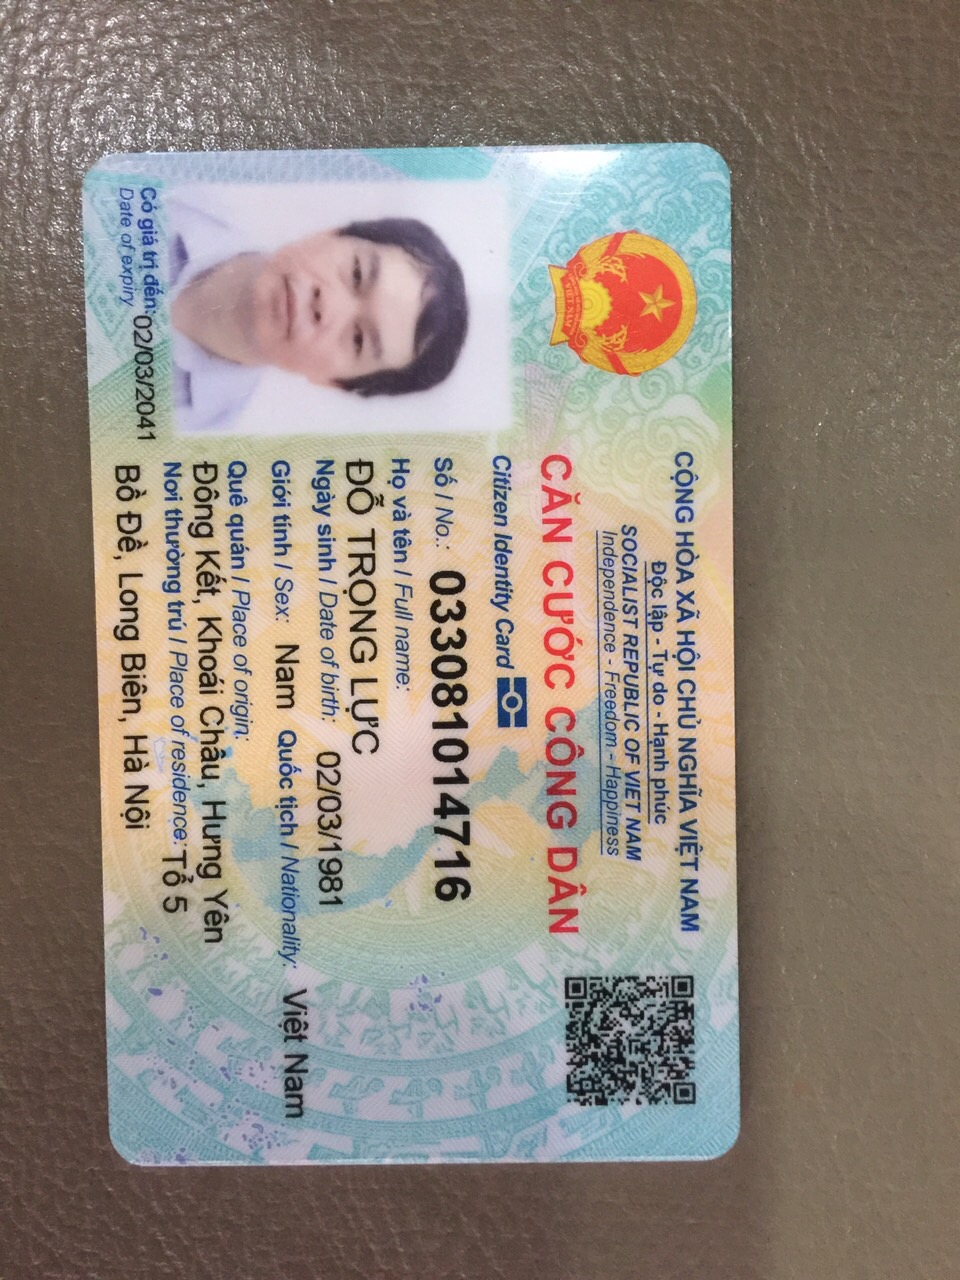 CỘNG HÒA XÃ HỘI CHỦ NGHĨA VIỆT NAM
Độc lập - Tự do - Hạnh phúc
SOCIALIST REPUBLIC OF VIET NAM
Independence - Freedom - Happiness
CĂN CƯỚC CÔNG DÂN
Citizen Identity Card
Số / No.: 033081014716
Họ và tên / Full name:
ĐỖ TRỌNG LỰC
Ngày sinh / Date of birth: 02/03/1981
Giới tính / Sex: Nam Quốc tịch / Nationality: Việt Nam
Quê quán / Place of origin:
Đông Kết, Khoái Châu, Hưng Yên
Nơi thường trú / Place of residence: Tổ 5
Bồ Đề, Long Biên, Hà Nội
Có giá trị đến: 02/03/2041
Date of expiry
VIỆT NAM